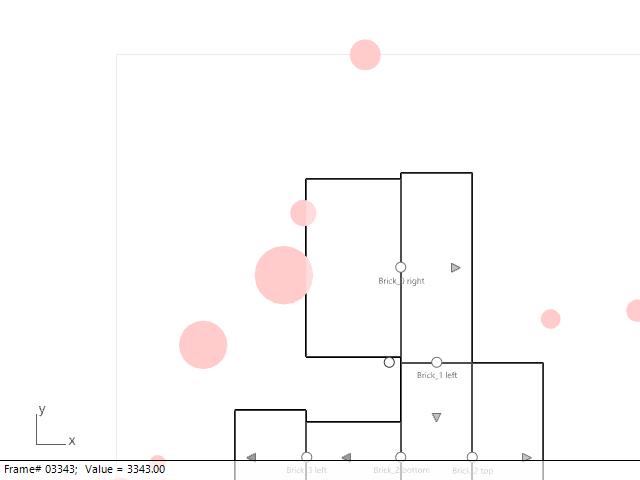 Brick_0 right
Brick_1 left
y
x
Brick_3 left
Brick_2 bottom
Brick_2 top
Frame# 03343; Value = 3343.00